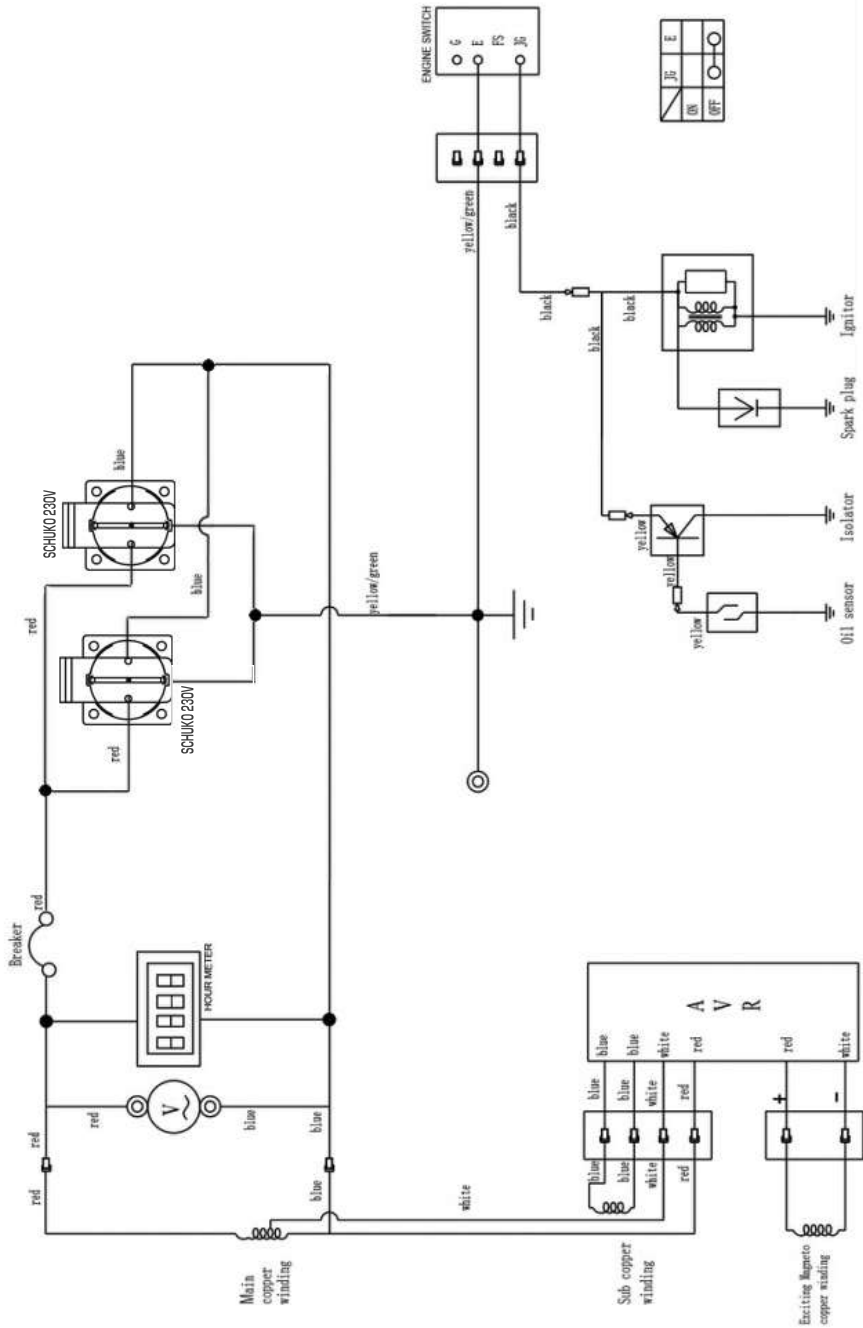 ENGINE SWITCH
G
E
FS
JG
JG
E
ON
OFF
yellow/green
black
black
black
black
Ignitor
Spark plug
Isolator
Oil sensor
yellow
yellow
yellow
SCHUKO 230V
SCHUKO 230V
blue
blue
red
red
yellow/green
red
Breaker
HOUR METER
V
red
blue
red
blue
red
blue
Main
copper
winding
white
A
V
R
blue
blue
white
red
red
white
blue
blue
white
red
+
-
blue
blue
white
red
Sub copper
winding
Exciting Magneto
copper winding